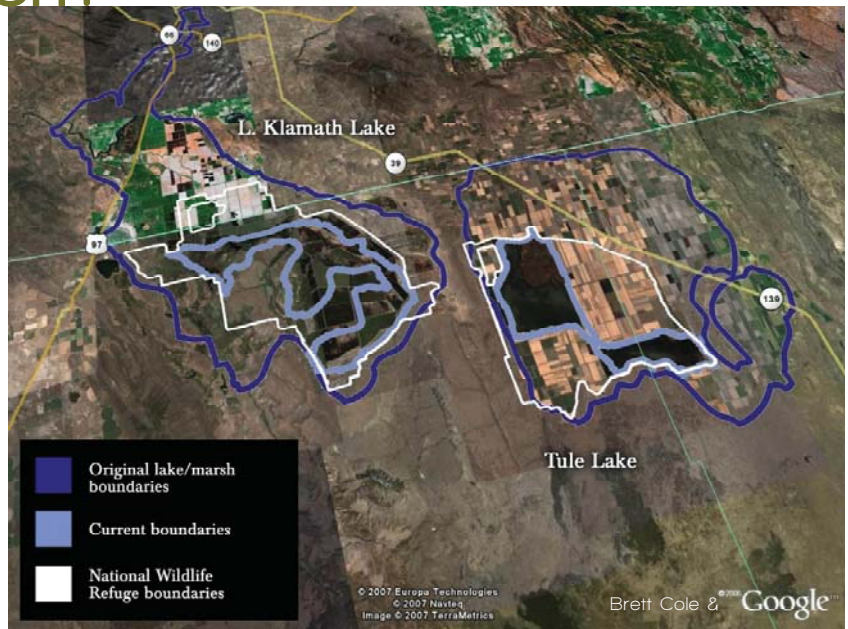 66
140
L. Klamath Lake
39
97
139
Tule Lake
Original lake/marsh
boundaries
Current boundaries
National Wildlife
Refuge boundaries
© 2007 Europa Technologies
© 2007 Navteq
Image © 2007 TerraMetrics
Brett Cole & Google